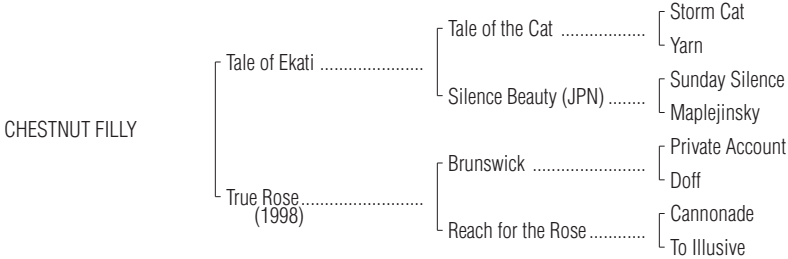 Storm Cat
Tale of the Cat ..................
Yarn
Tale of Ekati ......................
Sunday Silence
Silence Beauty (JPN) ........
Maplejinsky
CHESTNUT FILLY
Private Account
Brunswick ........................
Doff
True Rose..........................
(1998)
Cannonade
Reach for the Rose............
To Illusive